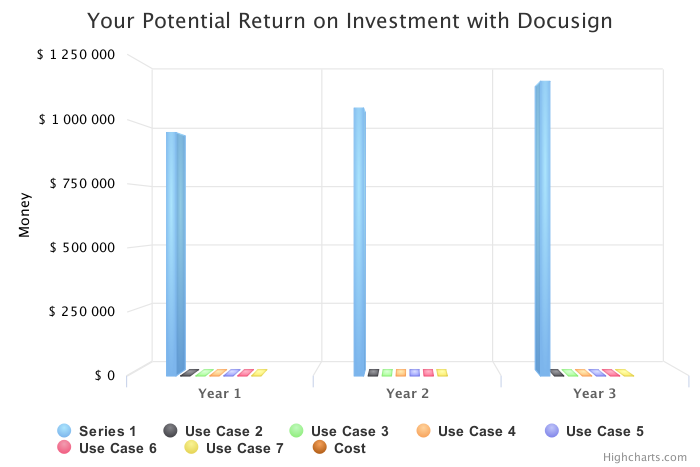 Your Potential Return on Investment with Docusign
$ 1 250 000
$ 1 000 000
$ 750 000
$ 500 000
$ 250 000
$ 0
Money
Year 1
Year 2
Year 3
Series 1
Use Case 2
Use Case 3
Use Case 4
Use Case 5
Use Case 6
Use Case 7
Cost
Highcharts.com